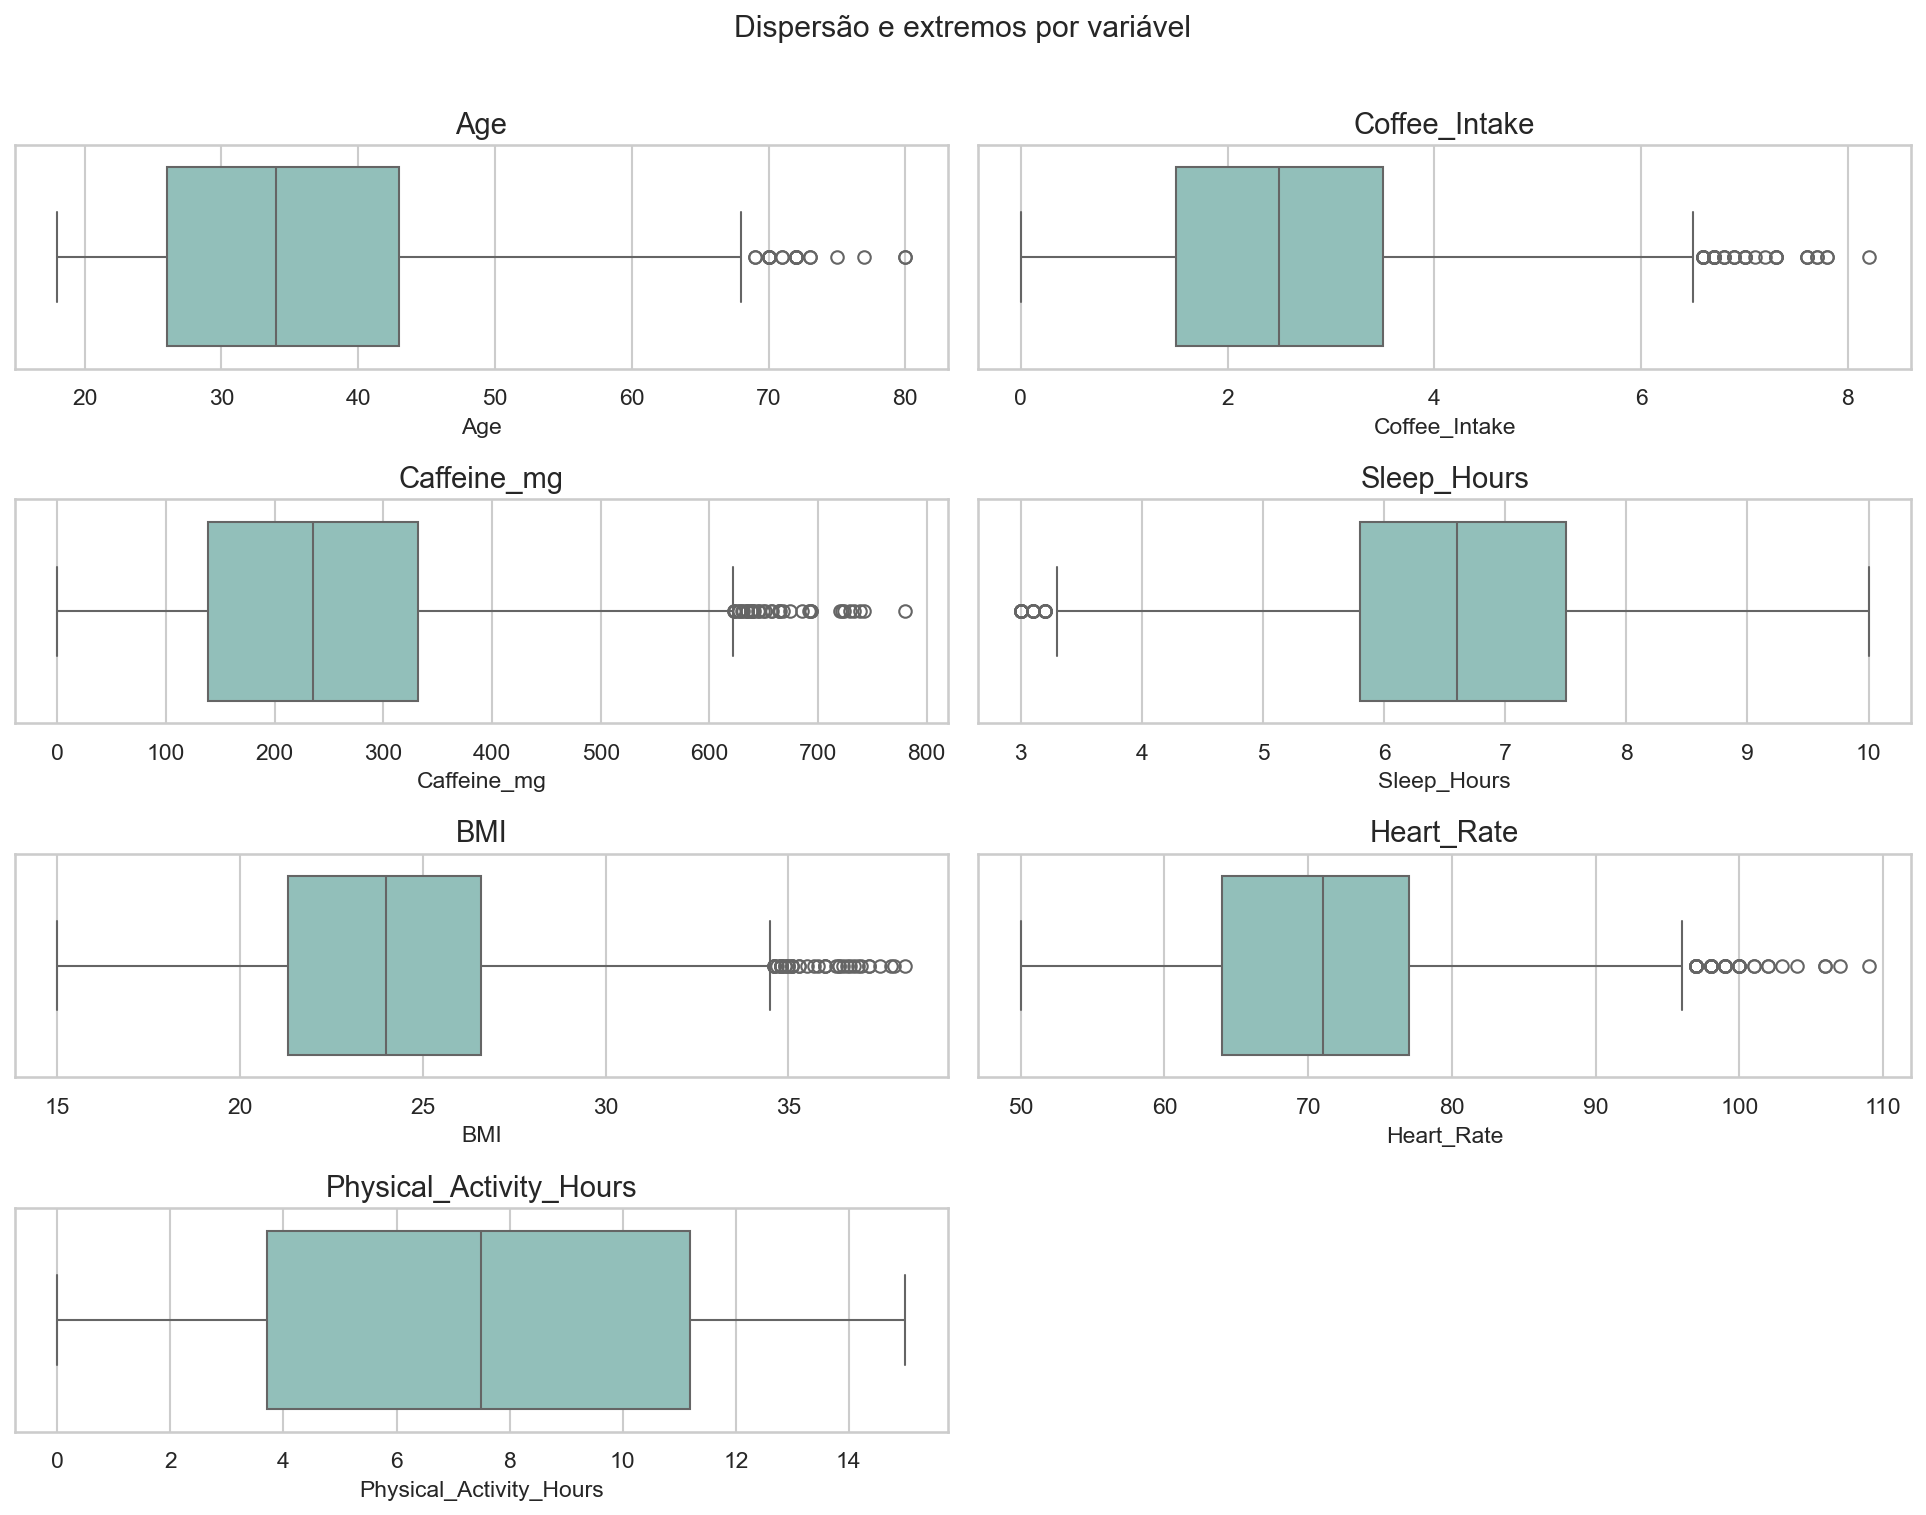 Dispersão e extremos por variável
Age
20 30 40 50 60 70 80
Age
Coffee_Intake
0 2 4 6 8
Coffee_Intake
Caffeine_mg
0 100 200 300 400 500 600 700 800
Caffeine_mg
Sleep_Hours
3 4 5 6 7 8 9 10
Sleep_Hours
BMI
15 20 25 30 35
BMI
Heart_Rate
50 60 70 80 90 100 110
Heart_Rate
Physical_Activity_Hours
0 2 4 6 8 10 12 14
Physical_Activity_Hours